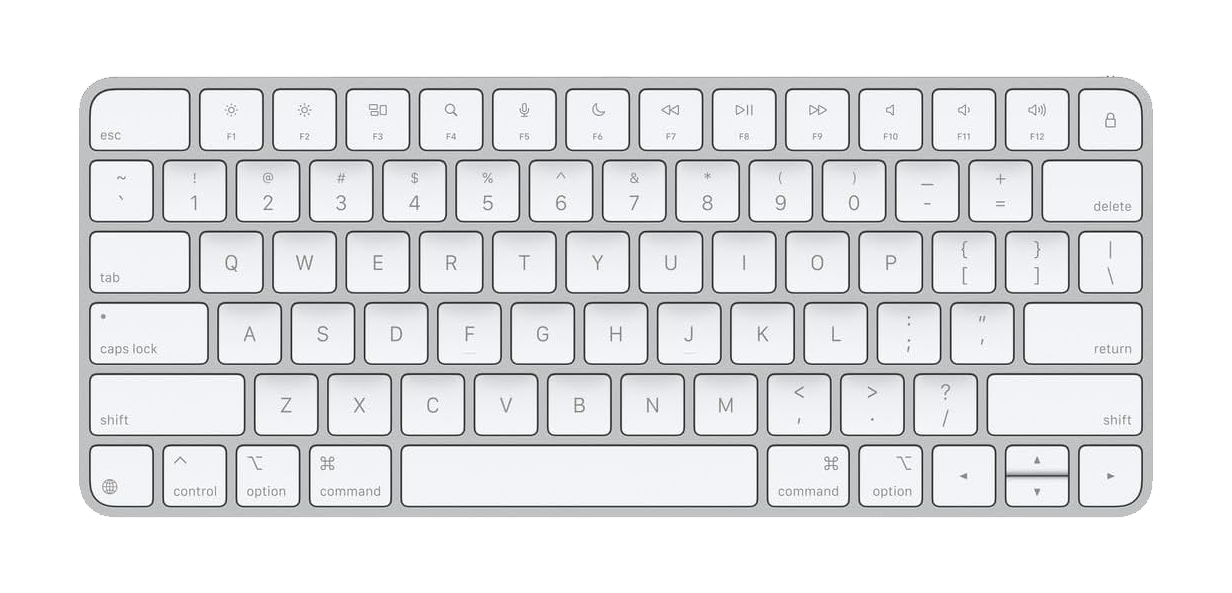 esc F1 F2 F3 F4 F5 F6 F7 F8 F9 F10 F11 F12
~ ! @ # $ % ^ & * ( ) _ +
` 1 2 3 4 5 6 7 8 9 0 - = delete
tab Q W E R T Y U I O P { } |
[ ] \
caps lock A S D F G H J K L : "
; ' return
shift Z X C V B N M < > ?
, . / shift
^ ⌥ ⌘ ⌘ ⌥
control option command command option ◄ ▲ ▼ ►